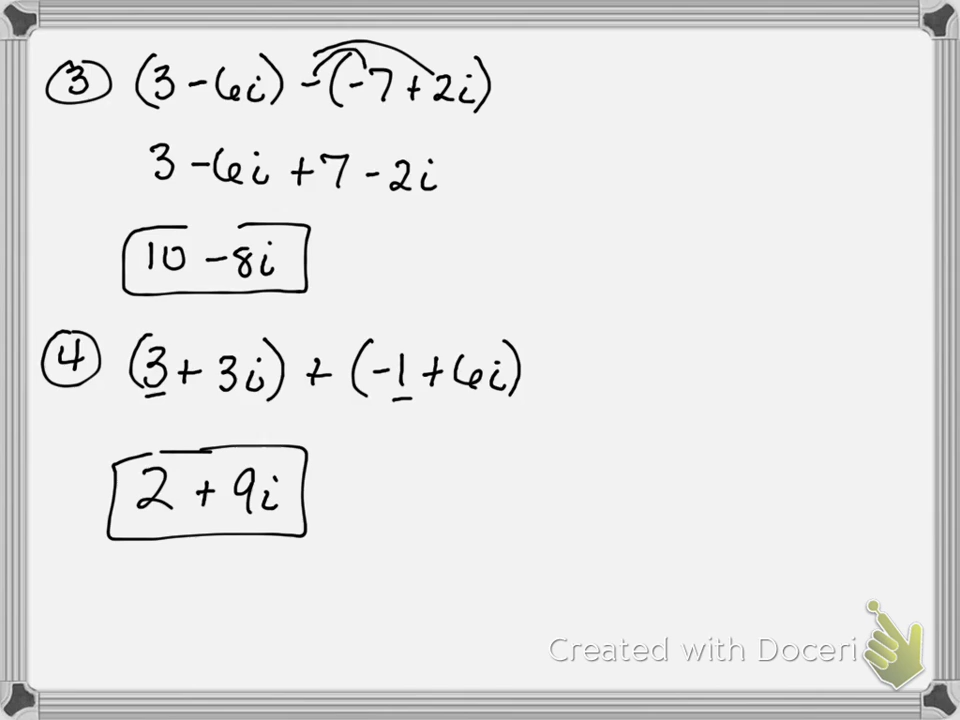 ③ (3 - 6i) - (-7 + 2i)
3 - 6i + 7 - 2i
10 - 8i
④ (3 + 3i) + (-1 + 6i)
2 + 9i
Created with Doceri